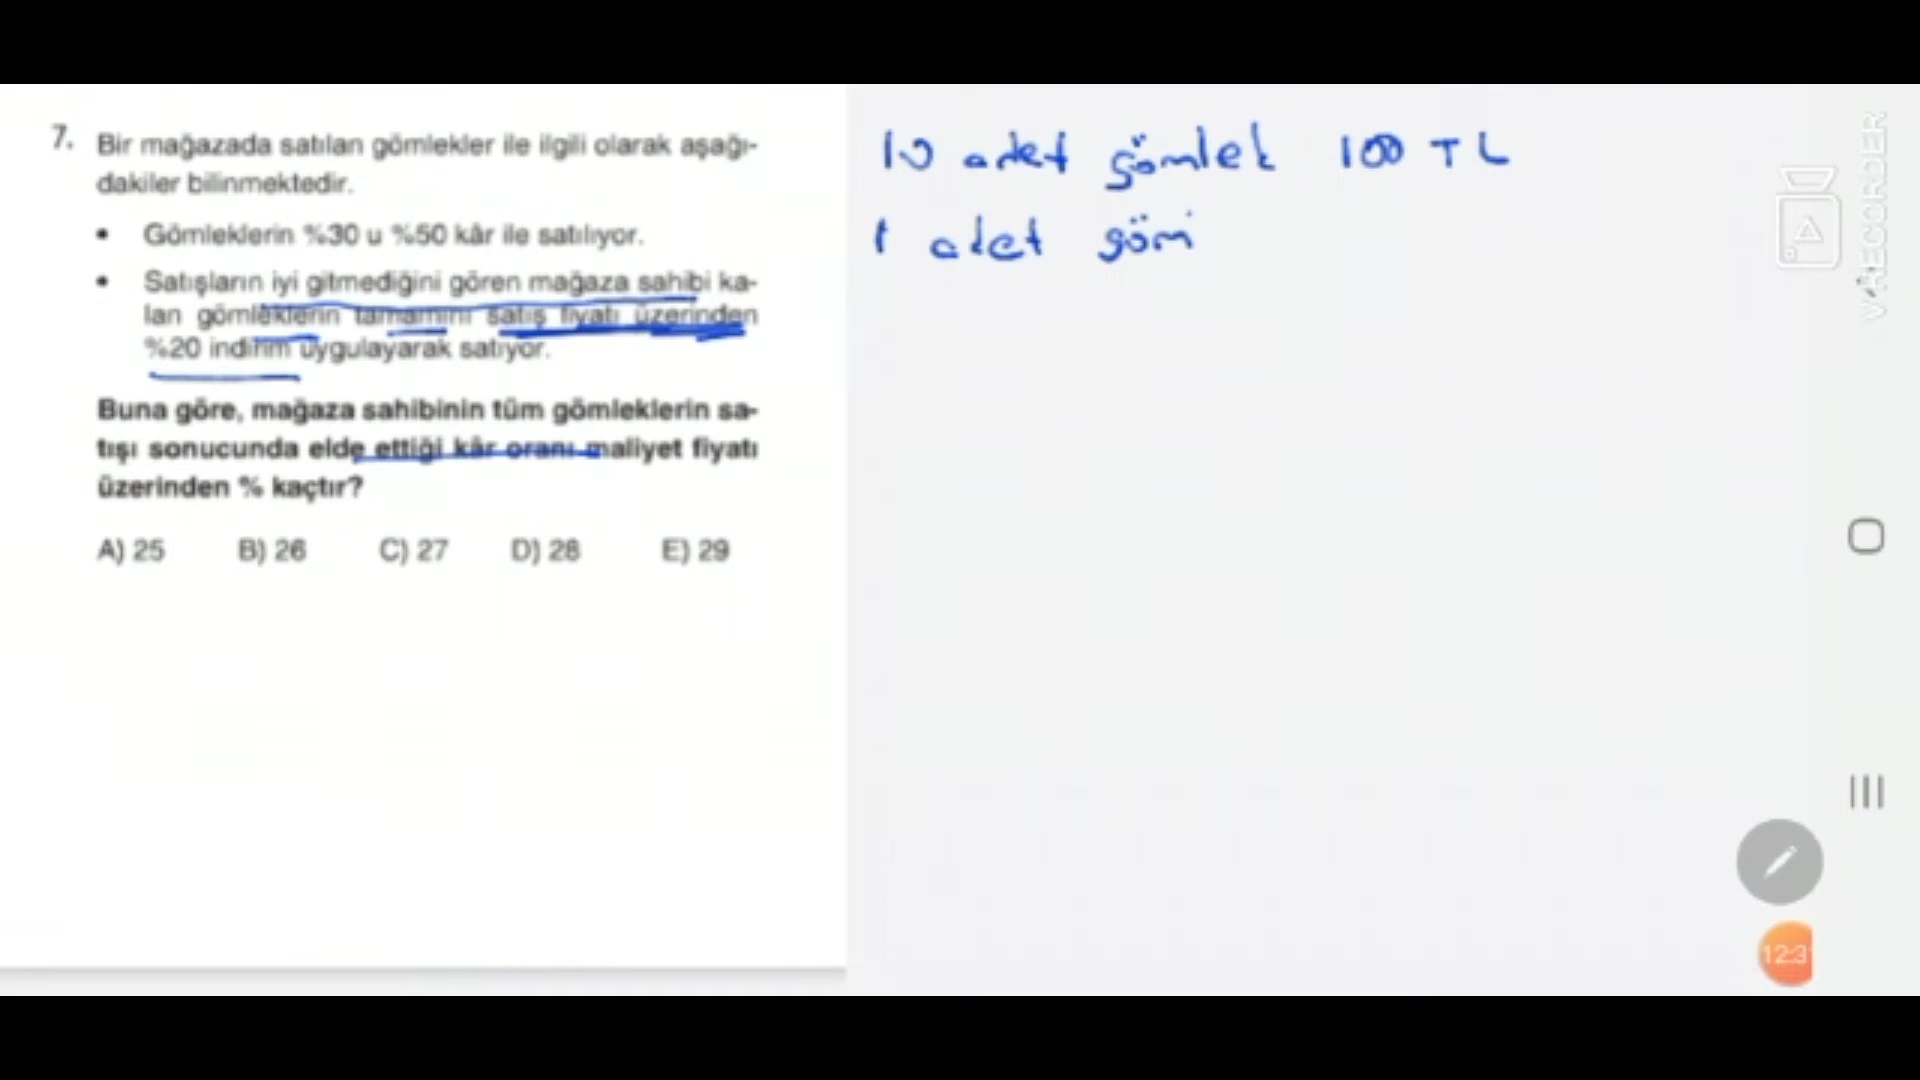 7. Bir mağazada satılan gömlekler ile ilgili olarak aşağı-
dakiler bilinmektedir.
• Gömleklerin %30 u %50 kâr ile satılıyor.
• Satışların iyi gitmediğini gören mağaza sahibi ka-
lan gömleklerin tamamını satış fiyatı üzerinden
%20 indirim uygulayarak satıyor.
Buna göre, mağaza sahibinin tüm gömleklerin sa-
tışı sonucunda elde ettiği kâr oranı maliyet fiyatı
üzerinden % kaçtır?
A) 25 B) 26 C) 27 D) 28 E) 29
10 adet gömlek 100 TL
1 adet göm
V RECORDER
12:31